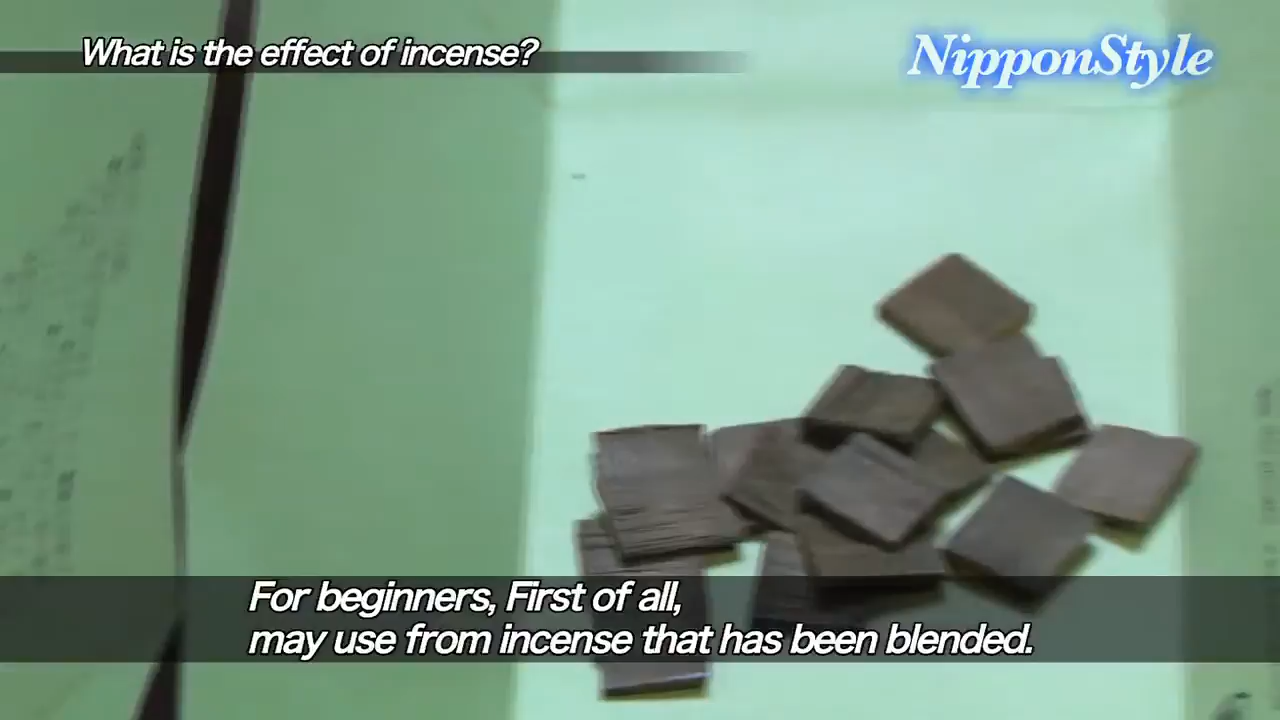 What is the effect of incense?
NipponStyle
For beginners, First of all,
may use from incense that has been blended.